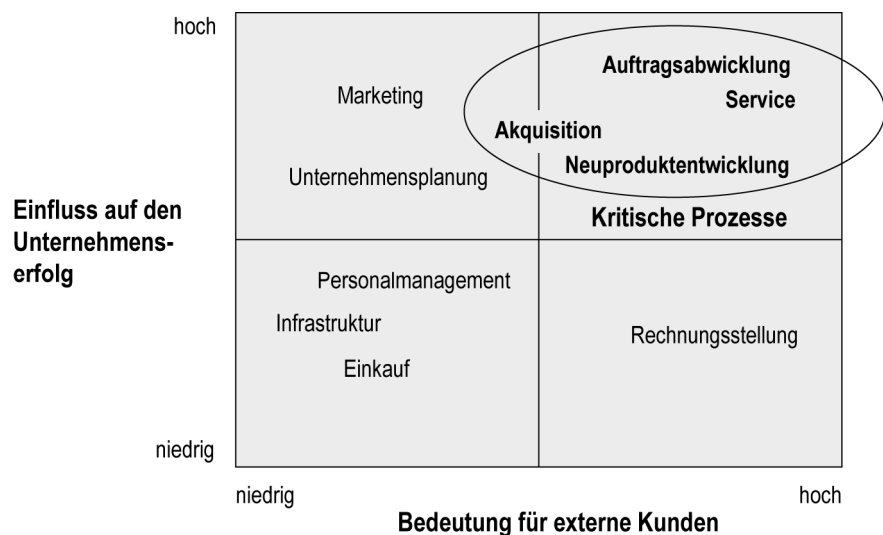 hoch
Auftragsabwicklung
Marketing
Service
Akquisition
Neuproduktentwicklung
Unternehmensplanung
Einfluss auf den
Unternehmens-
erfolg
Kritische Prozesse
Personalmanagement
Infrastruktur
Rechnungsstellung
Einkauf
niedrig
niedrig
hoch
Bedeutung für externe Kunden